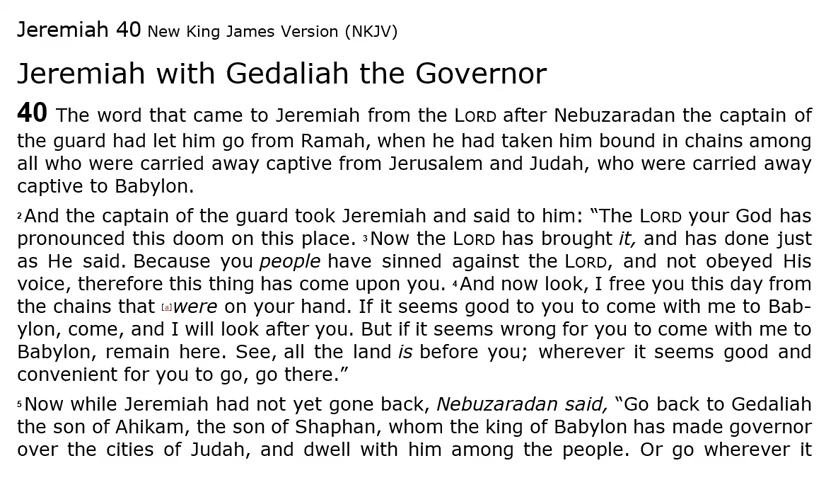 Jeremiah 40 New King James Version (NKJV)
Jeremiah with Gedaliah the Governor
40 The word that came to Jeremiah from the LORD after Nebuzaradan the captain of
the guard had let him go from Ramah, when he had taken him bound in chains among
all who were carried away captive from Jerusalem and Judah, who were carried away
captive to Babylon.
2 And the captain of the guard took Jeremiah and said to him: “The LORD your God has
pronounced this doom on this place. 3 Now the LORD has brought it, and has done just
as He said. Because you people have sinned against the LORD, and not obeyed His
voice, therefore this thing has come upon you. 4 And now look, I free you this day from
the chains that [a]were on your hand. If it seems good to you to come with me to Bab-
ylon, come, and I will look after you. But if it seems wrong for you to come with me to
Babylon, remain here. See, all the land is before you; wherever it seems good and
convenient for you to go, go there.”
5 Now while Jeremiah had not yet gone back, Nebuzaradan said, “Go back to Gedaliah
the son of Ahikam, the son of Shaphan, whom the king of Babylon has made governor
over the cities of Judah, and dwell with him among the people. Or go wherever it